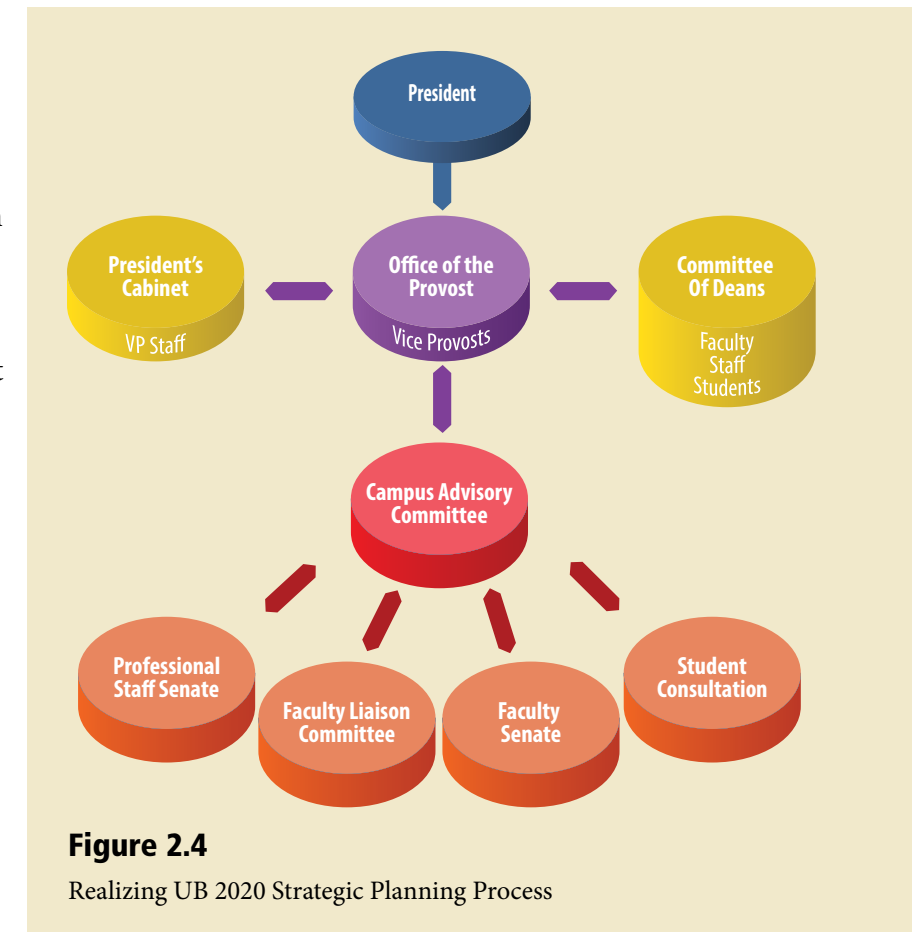 President
President's
Cabinet
VP Staff
Office of the
Provost
Vice Provosts
Committee
Of Deans
Faculty
Staff
Students
Campus Advisory
Committee
Professional
Staff Senate
Faculty Liaison
Committee
Faculty
Senate
Student
Consultation
Figure 2.4
Realizing UB 2020 Strategic Planning Process